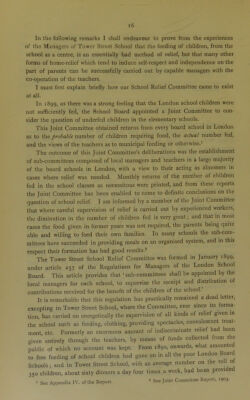 16
In the following remarks I shall endeavour to prove from the experiences
of the Managers of Tower Street School that the feeding of children, from the
school as a centre, is an essentially bad method of relief, but that many other
forms of home-relief which tend to induce self-respect and independence on the
part of parents can be successfully carried out by capable managers with the
co-operation of the teachers.
I must first explain briefly how our School Relief Committee came to exist
at all.
In 1899, as there was a strong feeling that the London school children were
not sufficiently fed, the School Board appointed a Joint Committee to con-
sider the question of underfed children in the elementary schools.
This Joint Committee obtained returns from every board school in London
as to the probable number of children requiring food, the actual number fed,
and the views of the teachers as to municipal feeding or otherwise.¹
The outcome of this Joint Committee's deliberations was the establishment
of sub-committees composed of local managers and teachers in a large majority
of the board schools in London, with a view to their acting as almoners in
cases where relief was needed. Monthly returns of the number of children
fed in the school classes as necessitous were printed, and from these reports
the Joint Committee has been enabled to come to definite conclusions on the
question of school relief. I am informed by a member of the Joint Committee
that where careful supervision of relief is carried out by experienced workers,
the diminution in the number of children fed is very great; and that in most
cases the food given in former years was not required, the parents being quite
able and willing to feed their own families. In many schools the sub-com-
mittees have succeeded in providing meals on an organised system, and in this
respect their formation has had good results.²
The Tower Street School Relief Committee was formed in January 1899,
under article 257 of the Regulations for Managers of the London School
Board. This article provides that 'sub-committees shall be appointed by the
local managers for each school, to supervise the receipt and distribution of
contributions received for the benefit of the children of the school.'
It is remarkable that this regulation has practically remained a dead letter,
excepting in Tower Street School, where the Committee, ever since its forma-
tion, has carried on energetically the supervision of all kinds of relief given in
the school such as feeding, clothing, providing spectacles, convalescent treat-
ment, etc. Formerly an enormous amount of indiscriminate relief had been
given entirely through the teachers, by means of funds collected from the
public of which no account was kept. From 1890, onwards, what amounted
to free feeding of school children had gone on in all the poor London Board
Schools; and in Tower Street School, with an average number on the roll of
350 children, about sixty dinners a day four times a week, had been provided
¹ See Appendix IV. of the Report.
² See Joint Committee Report, 1903.